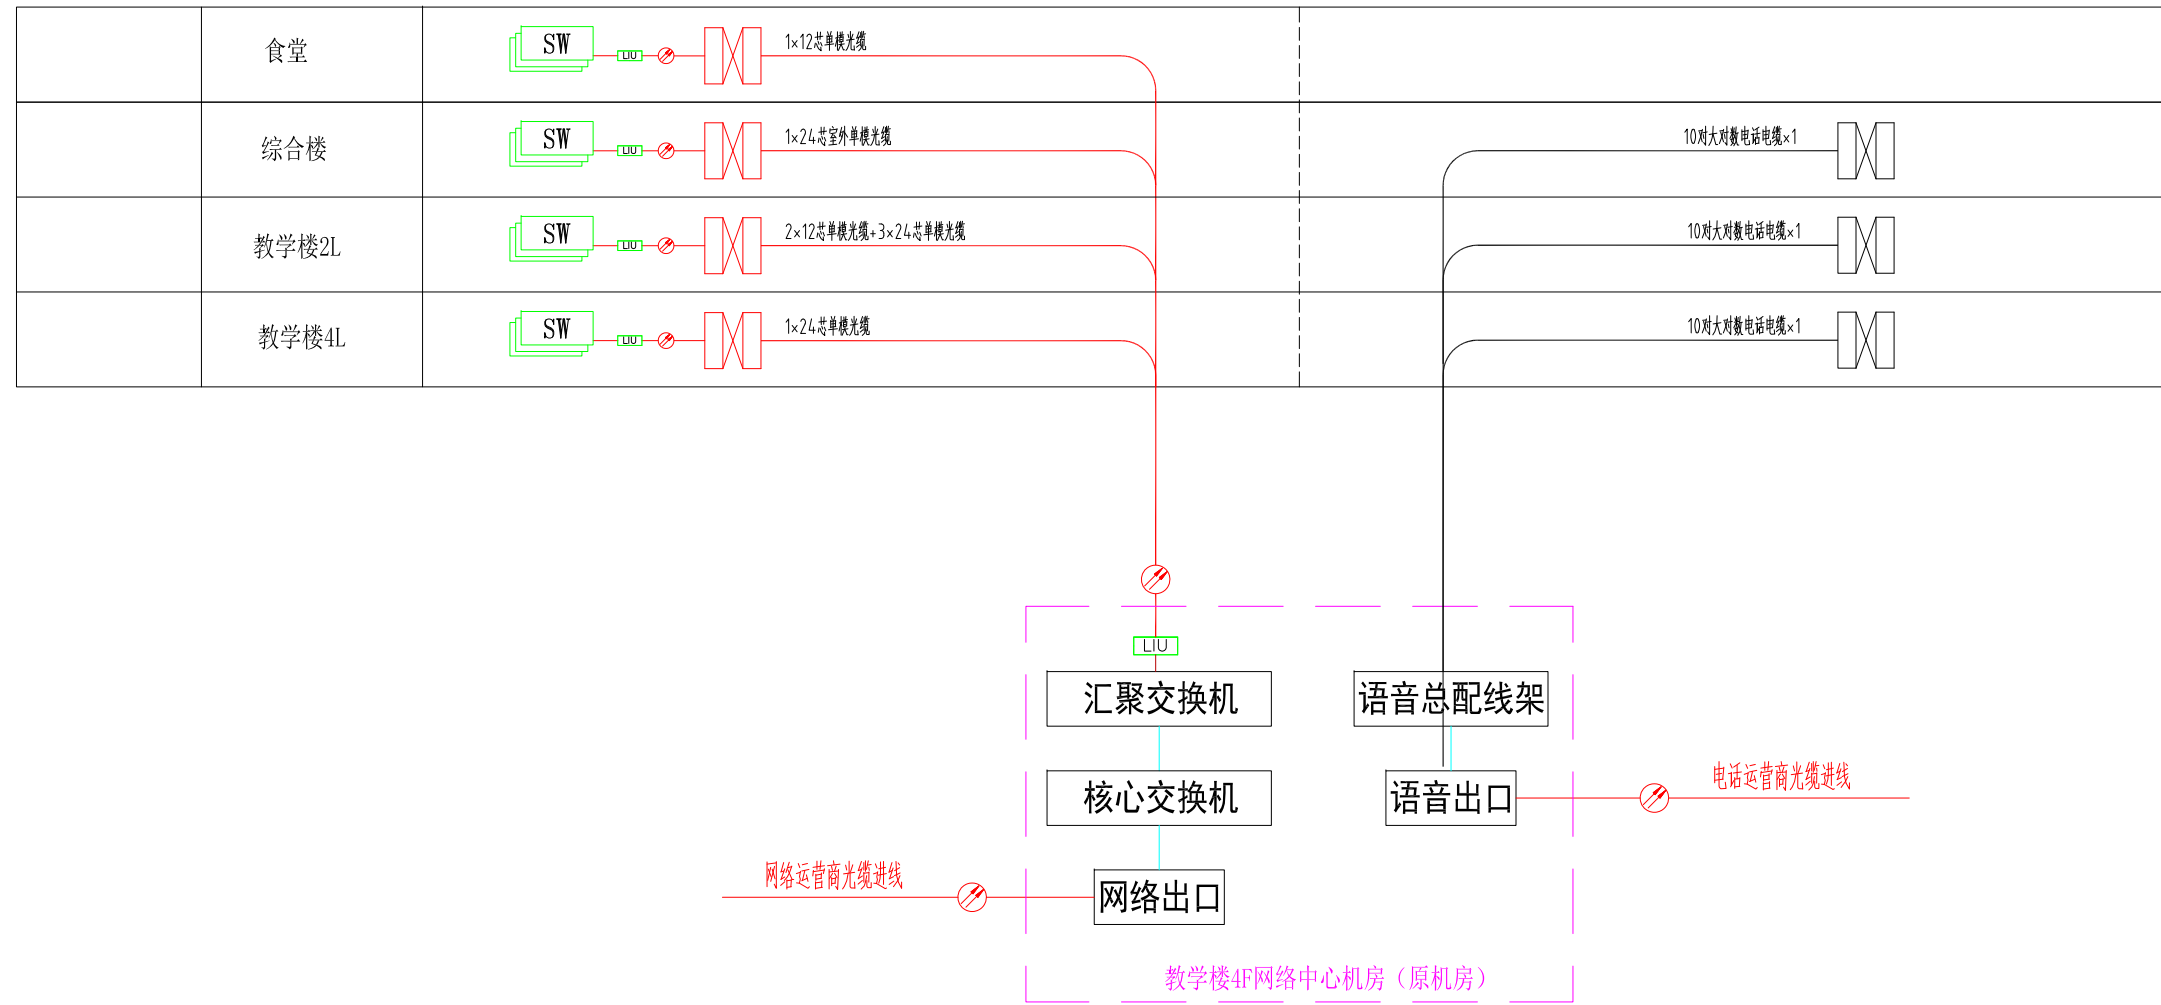 食堂
SW
LIU
1×12芯单模光缆
综合楼
SW
LIU
1×24芯室外单模光缆
10对大对数电话电缆×1
教学楼2L
SW
LIU
2×12芯单模光缆+3×24芯单模光缆
10对大对数电话电缆×1
教学楼4L
SW
LIU
1×24芯单模光缆
10对大对数电话电缆×1
LIU
汇聚交换机
语音总配线架
核心交换机
语音出口
电话运营商光缆进线
网络运营商光缆进线
网络出口
教学楼4F网络中心机房（原机房）